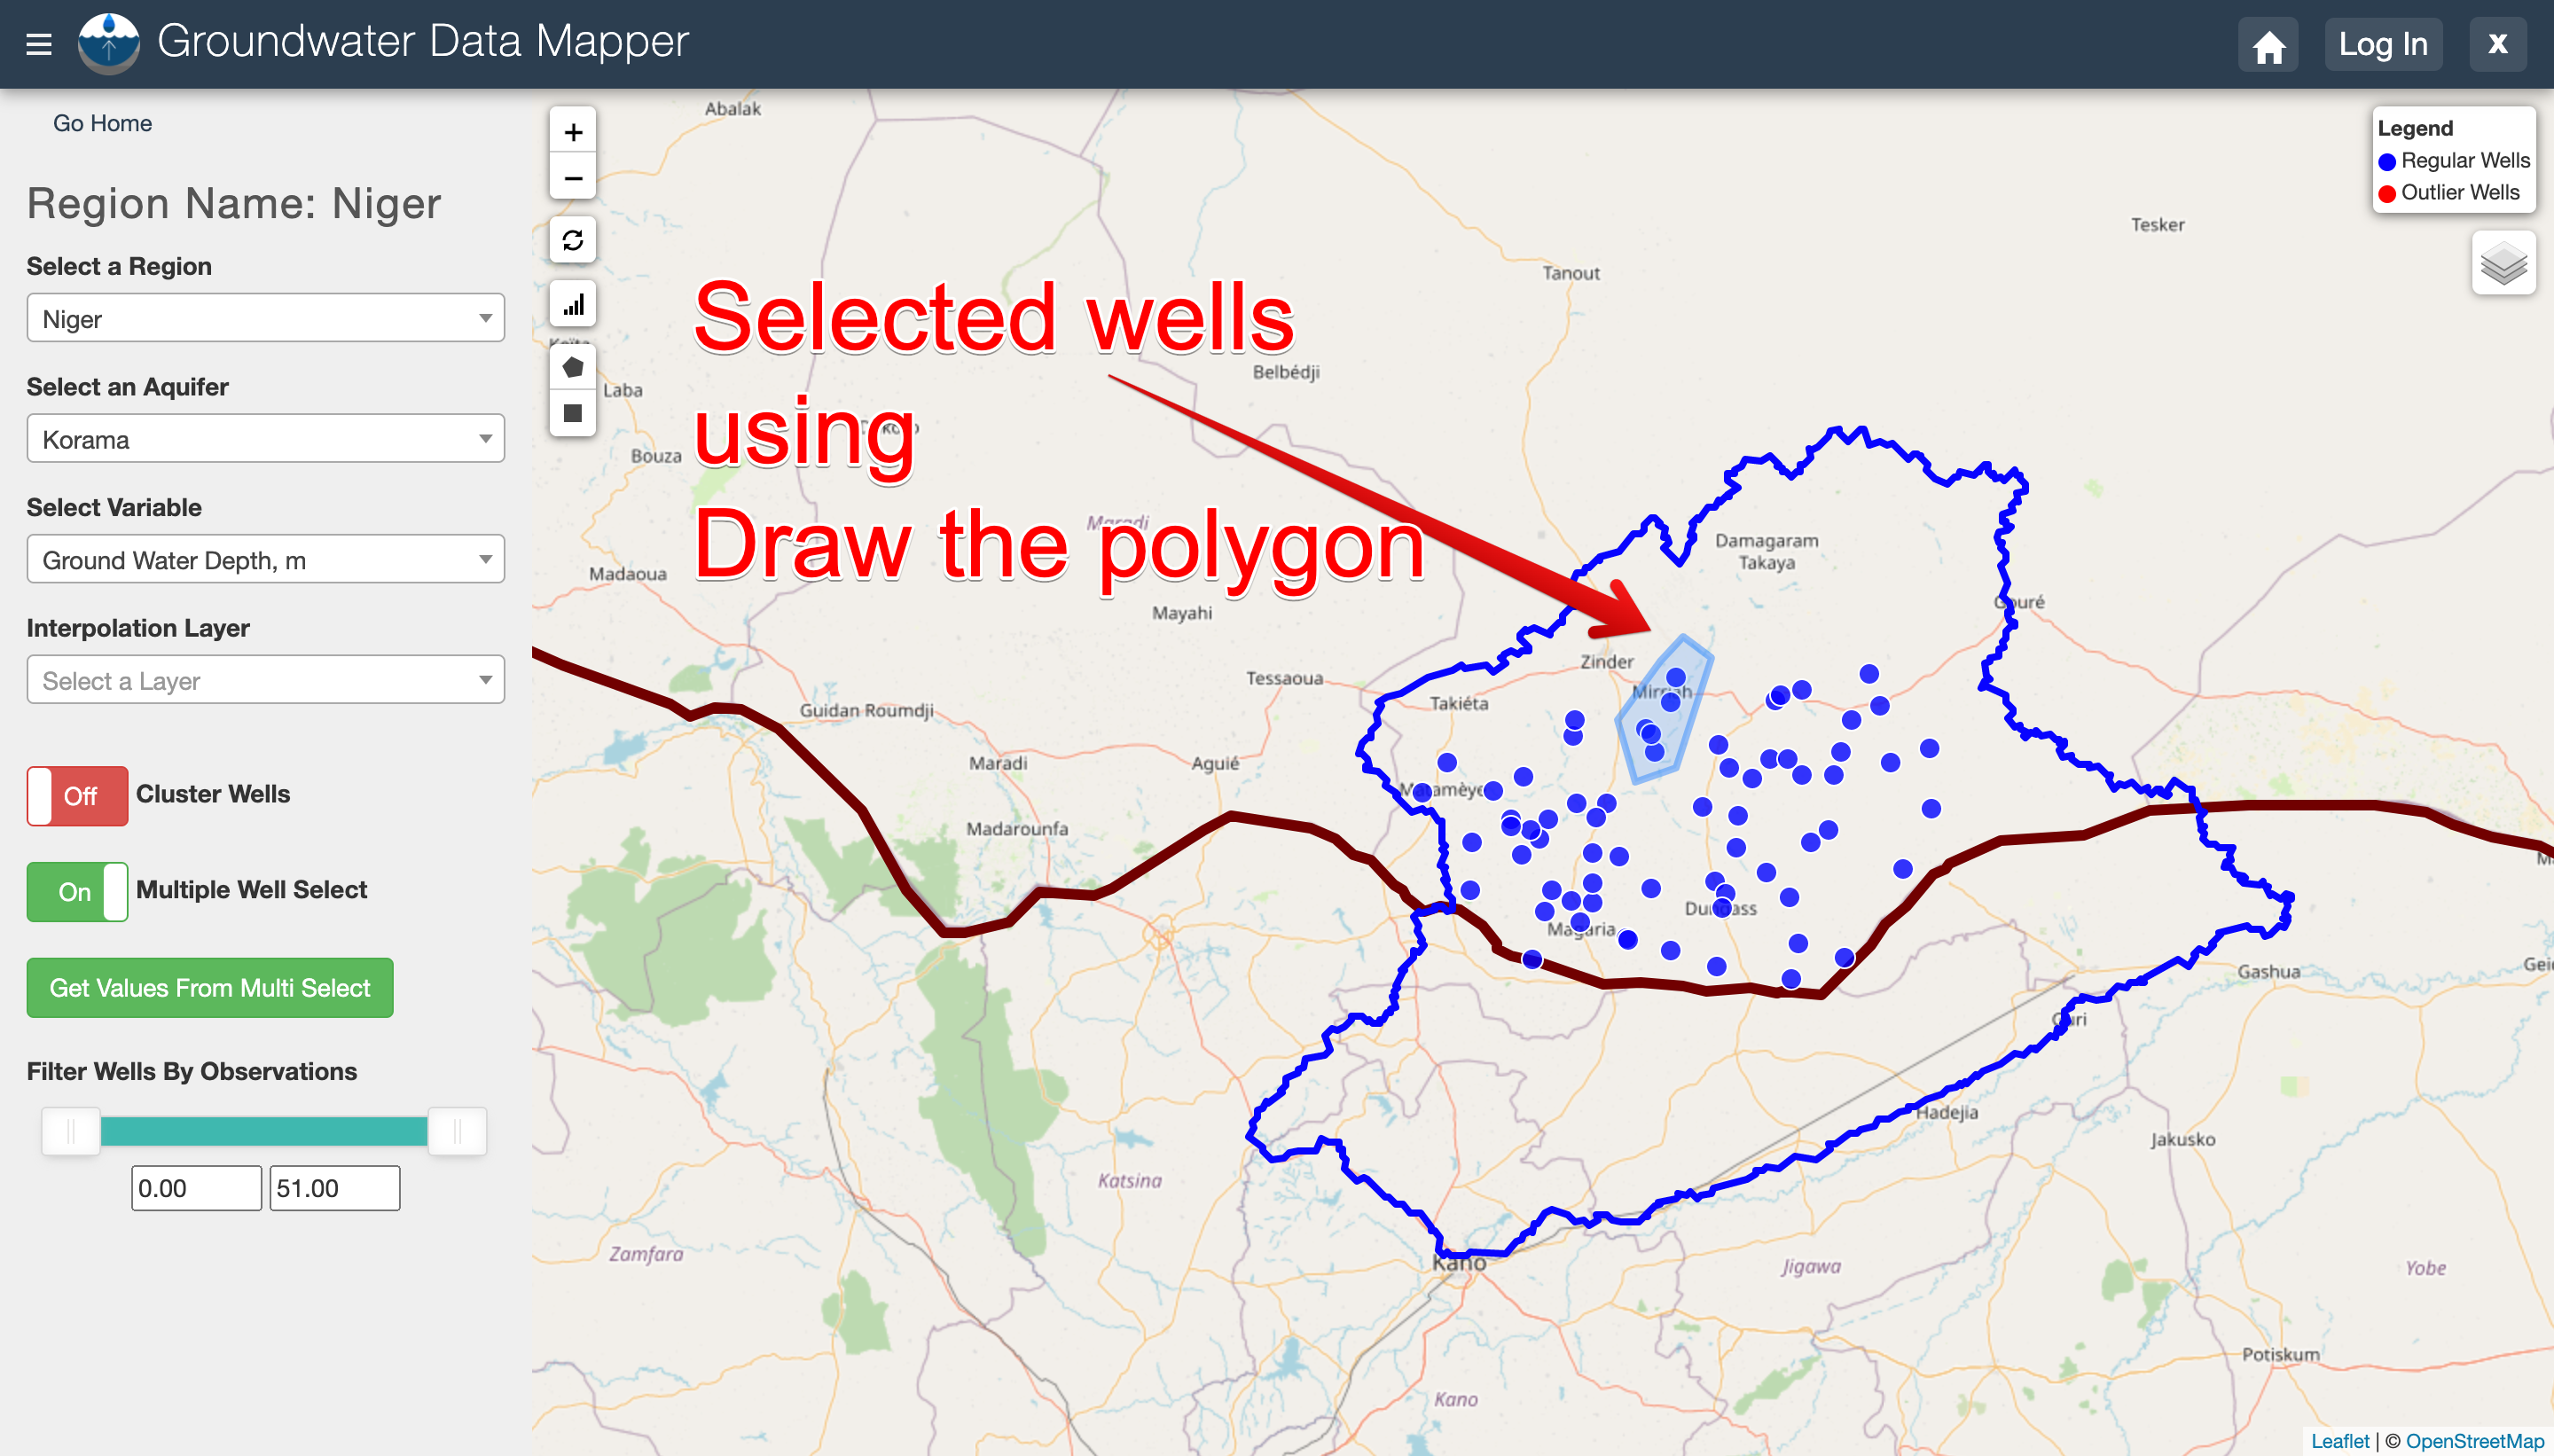 Groundwater Data Mapper
Log In
X
Go Home
Region Name: Niger
Select a Region
Niger
Select an Aquifer
Korama
Select Variable
Ground Water Depth, m
Interpolation Layer
Select a Layer
Off
Cluster Wells
On
Multiple Well Select
Get Values From Multi Select
Filter Wells By Observations
0.00
51.00
+
−
Legend
Regular Wells
Outlier Wells
Selected wells
using
Draw the polygon
Abalak
Tesker
Tanout
Belbédji
Laba
Bouza
Maradi
Damagaram
Takaya
Madaoua
Mayahi
Gouré
Zinder
Tessaoua
Mirriah
Takiéta
Guidan Roumdji
Maradi
Aguié
Matamèye
Madarounfa
Dungass
Magaria
Gashua
Guri
Hadejia
Jakusko
Katsina
Zamfara
Kano
Jigawa
Yobe
Potiskum
Kano
Leaflet | © OpenStreetMap